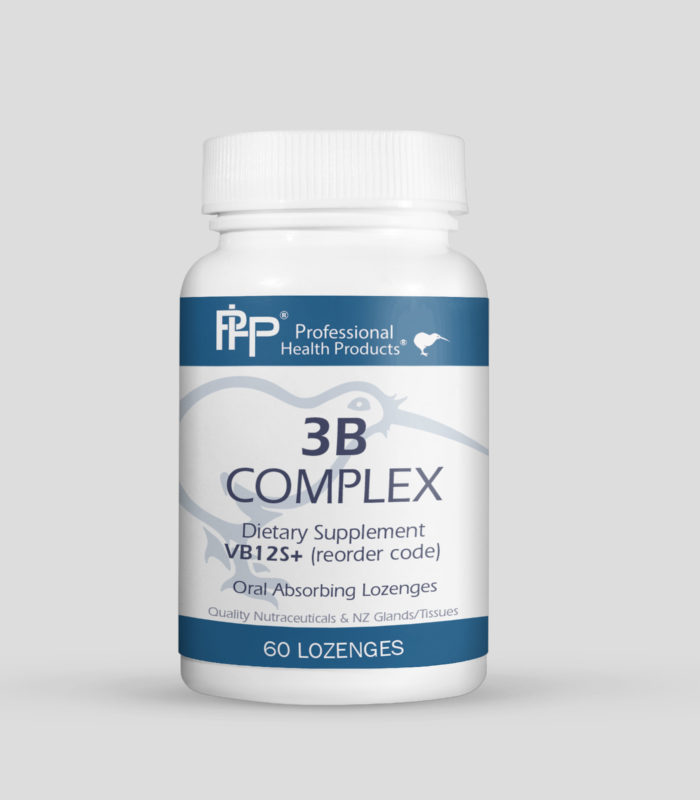 PHP® Professional
Health Products®
3B
COMPLEX
Dietary Supplement
VB12S+ (reorder code)
Oral Absorbing Lozenges
Quality Nutraceuticals & NZ Glands/Tissues
60 LOZENGES